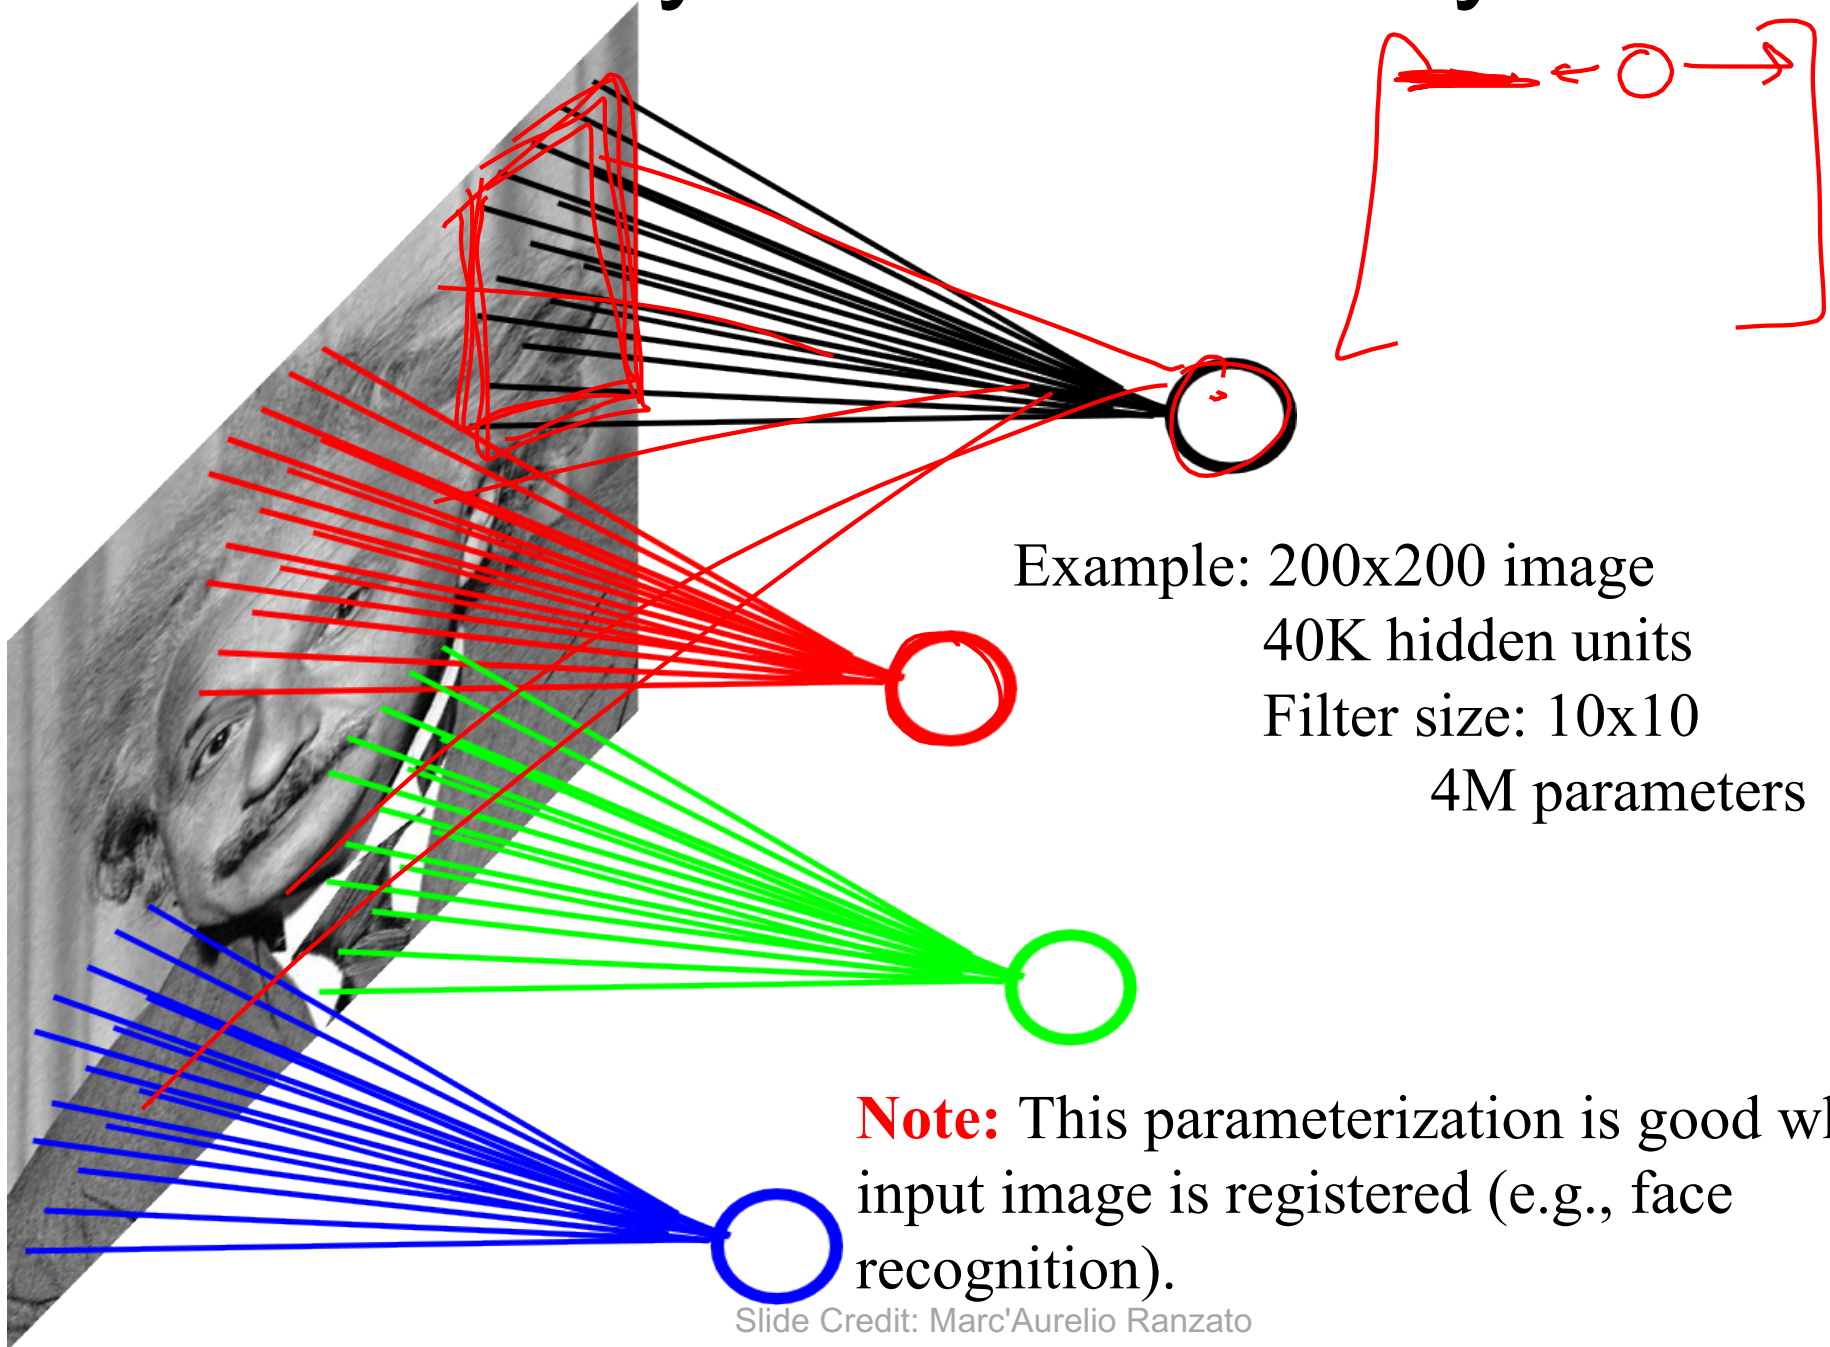 Example: 200x200 image
40K hidden units
Filter size: 10x10
4M parameters
Note: This parameterization is good
input image is registered (e.g., face
recognition).
Slide Credit: Marc'Aurelio Ranzato